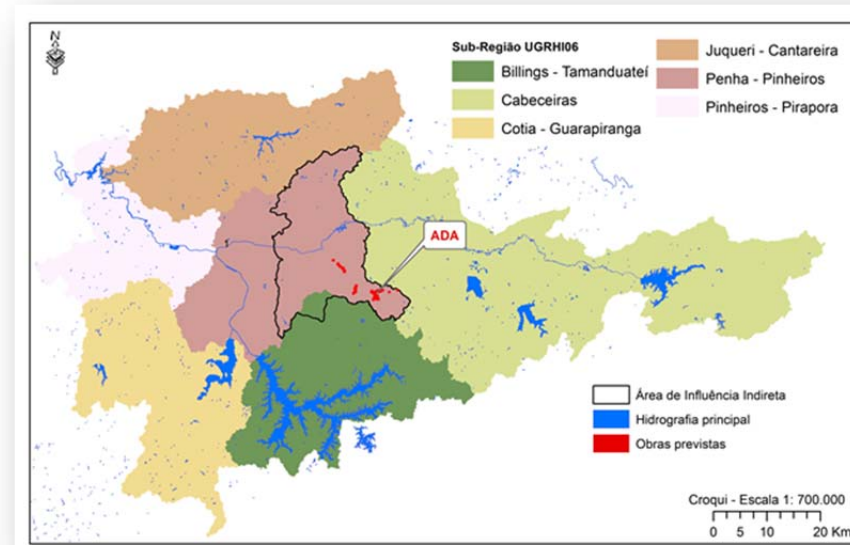 N
Sub-Região UGRHI06
Billings - Tamanduateí
Cabeceiras
Cotia - Guarapiranga
Juqueri - Cantareira
Penha - Pinheiros
Pinheiros - Pirapora
ADA
Área de Influência Indireta
Hidrografia principal
Obras previstas
Croqui - Escala 1: 700.000
0 5 10 20 Km